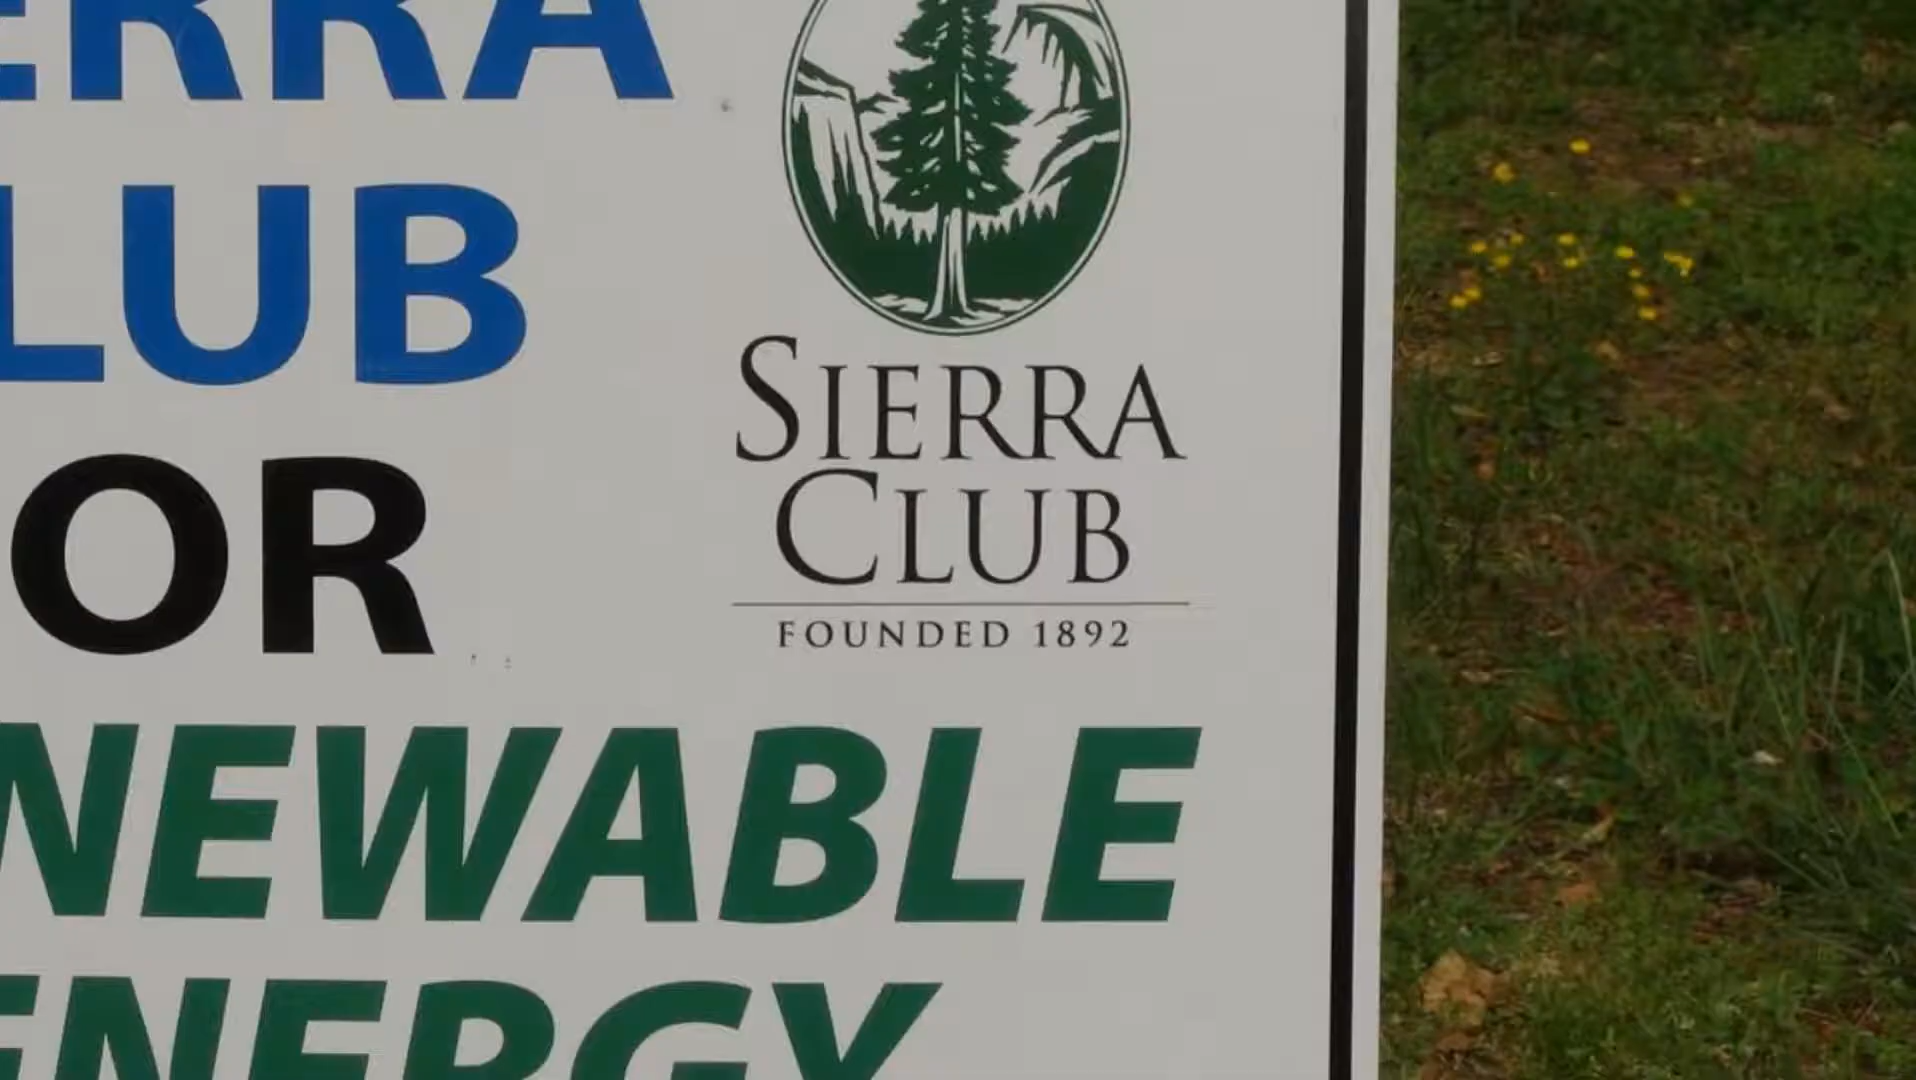 ERRA
LUB
OR
NEWABLE
ENERGY
SIERRA
CLUB
FOUNDED 1892